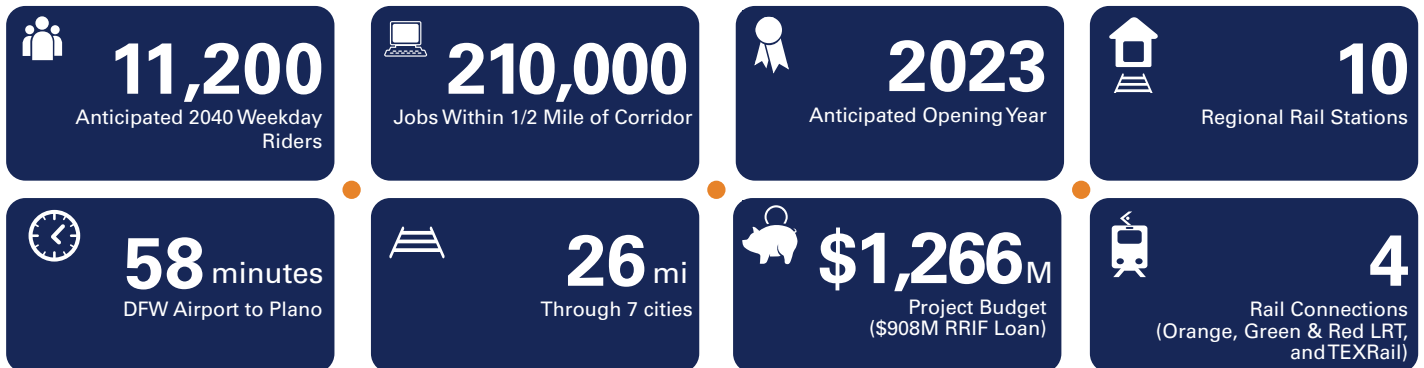 11,200
Anticipated 2040 Weekday
Riders
210,000
Jobs Within 1/2 Mile of Corridor
2023
Anticipated Opening Year
10
Regional Rail Stations
58 minutes
DFW Airport to Plano
26 mi
Through 7 cities
$1,266M
Project Budget
($908M RRIF Loan)
4
Rail Connections
(Orange, Green & Red LRT,
and TEXRail)